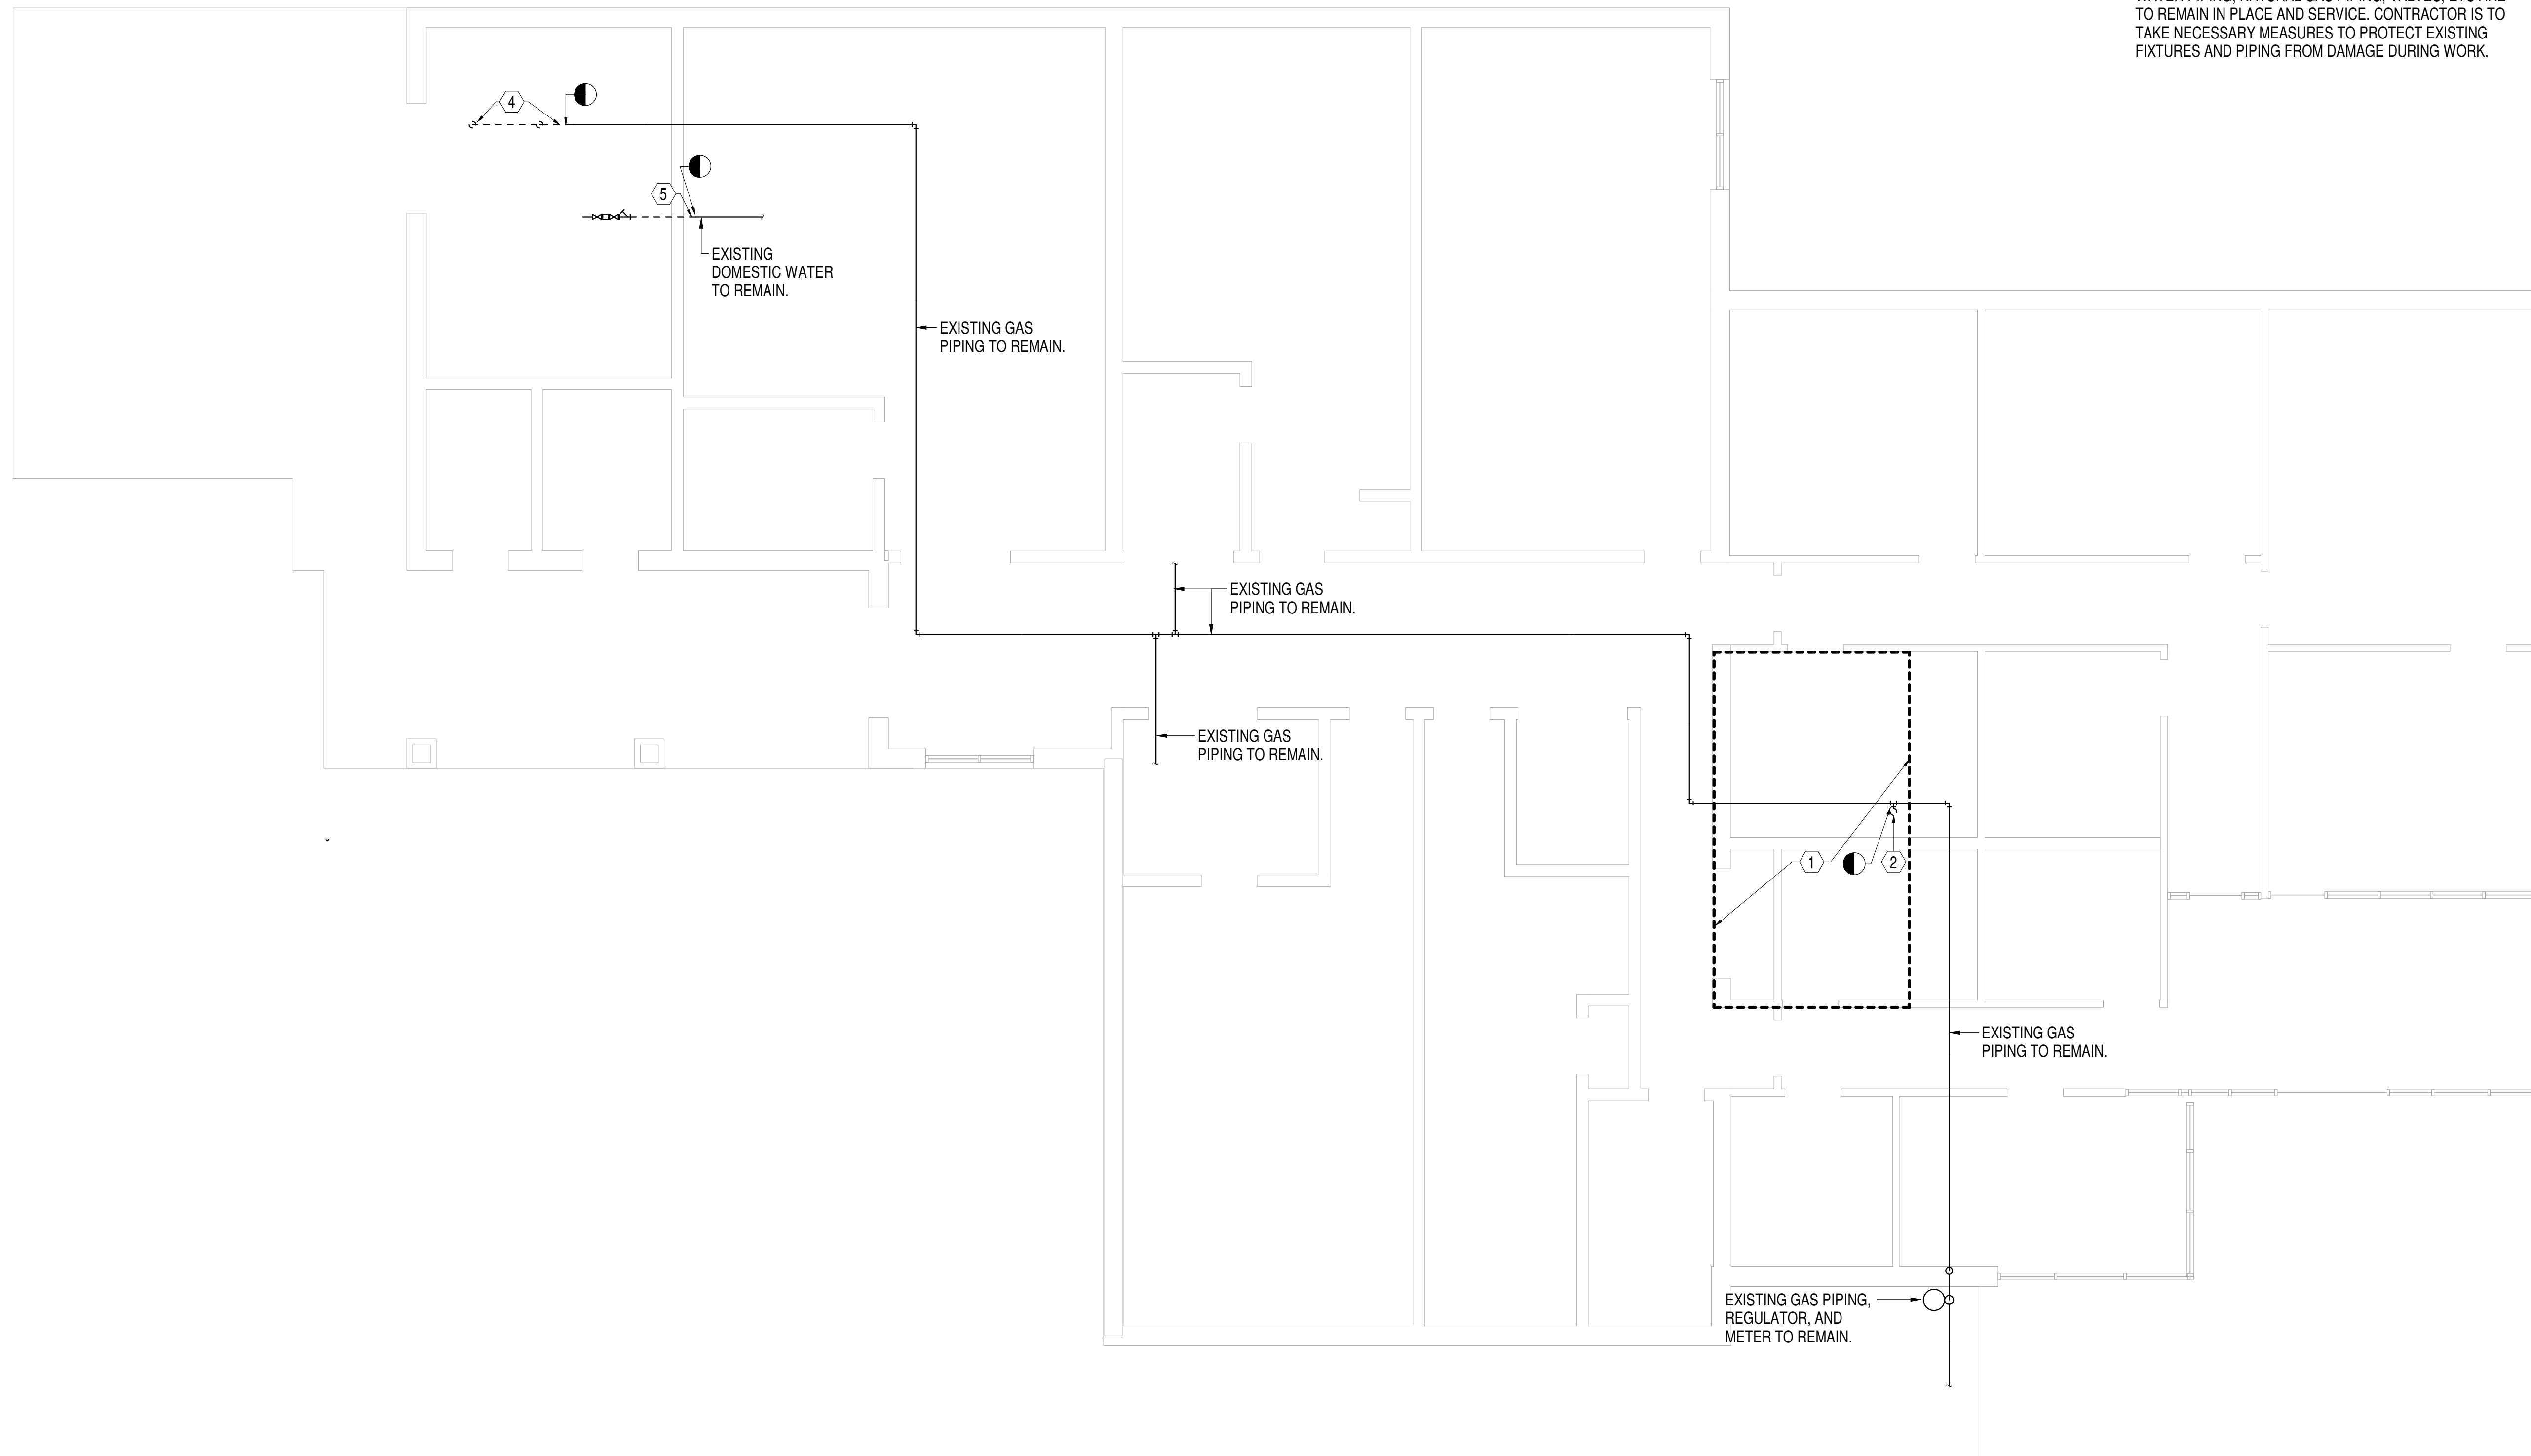 TO REMAIN IN PLACE AND SERVICE. CONTRACTOR IS TO
TAKE NECESSARY MEASURES TO PROTECT EXISTING
FIXTURES AND PIPING FROM DAMAGE DURING WORK.
4
5
EXISTING
DOMESTIC WATER
TO REMAIN.
EXISTING GAS
PIPING TO REMAIN.
EXISTING GAS
PIPING TO REMAIN.
EXISTING GAS
PIPING TO REMAIN.
1
2
EXISTING GAS
PIPING TO REMAIN.
EXISTING GAS PIPING,
REGULATOR, AND
METER TO REMAIN.